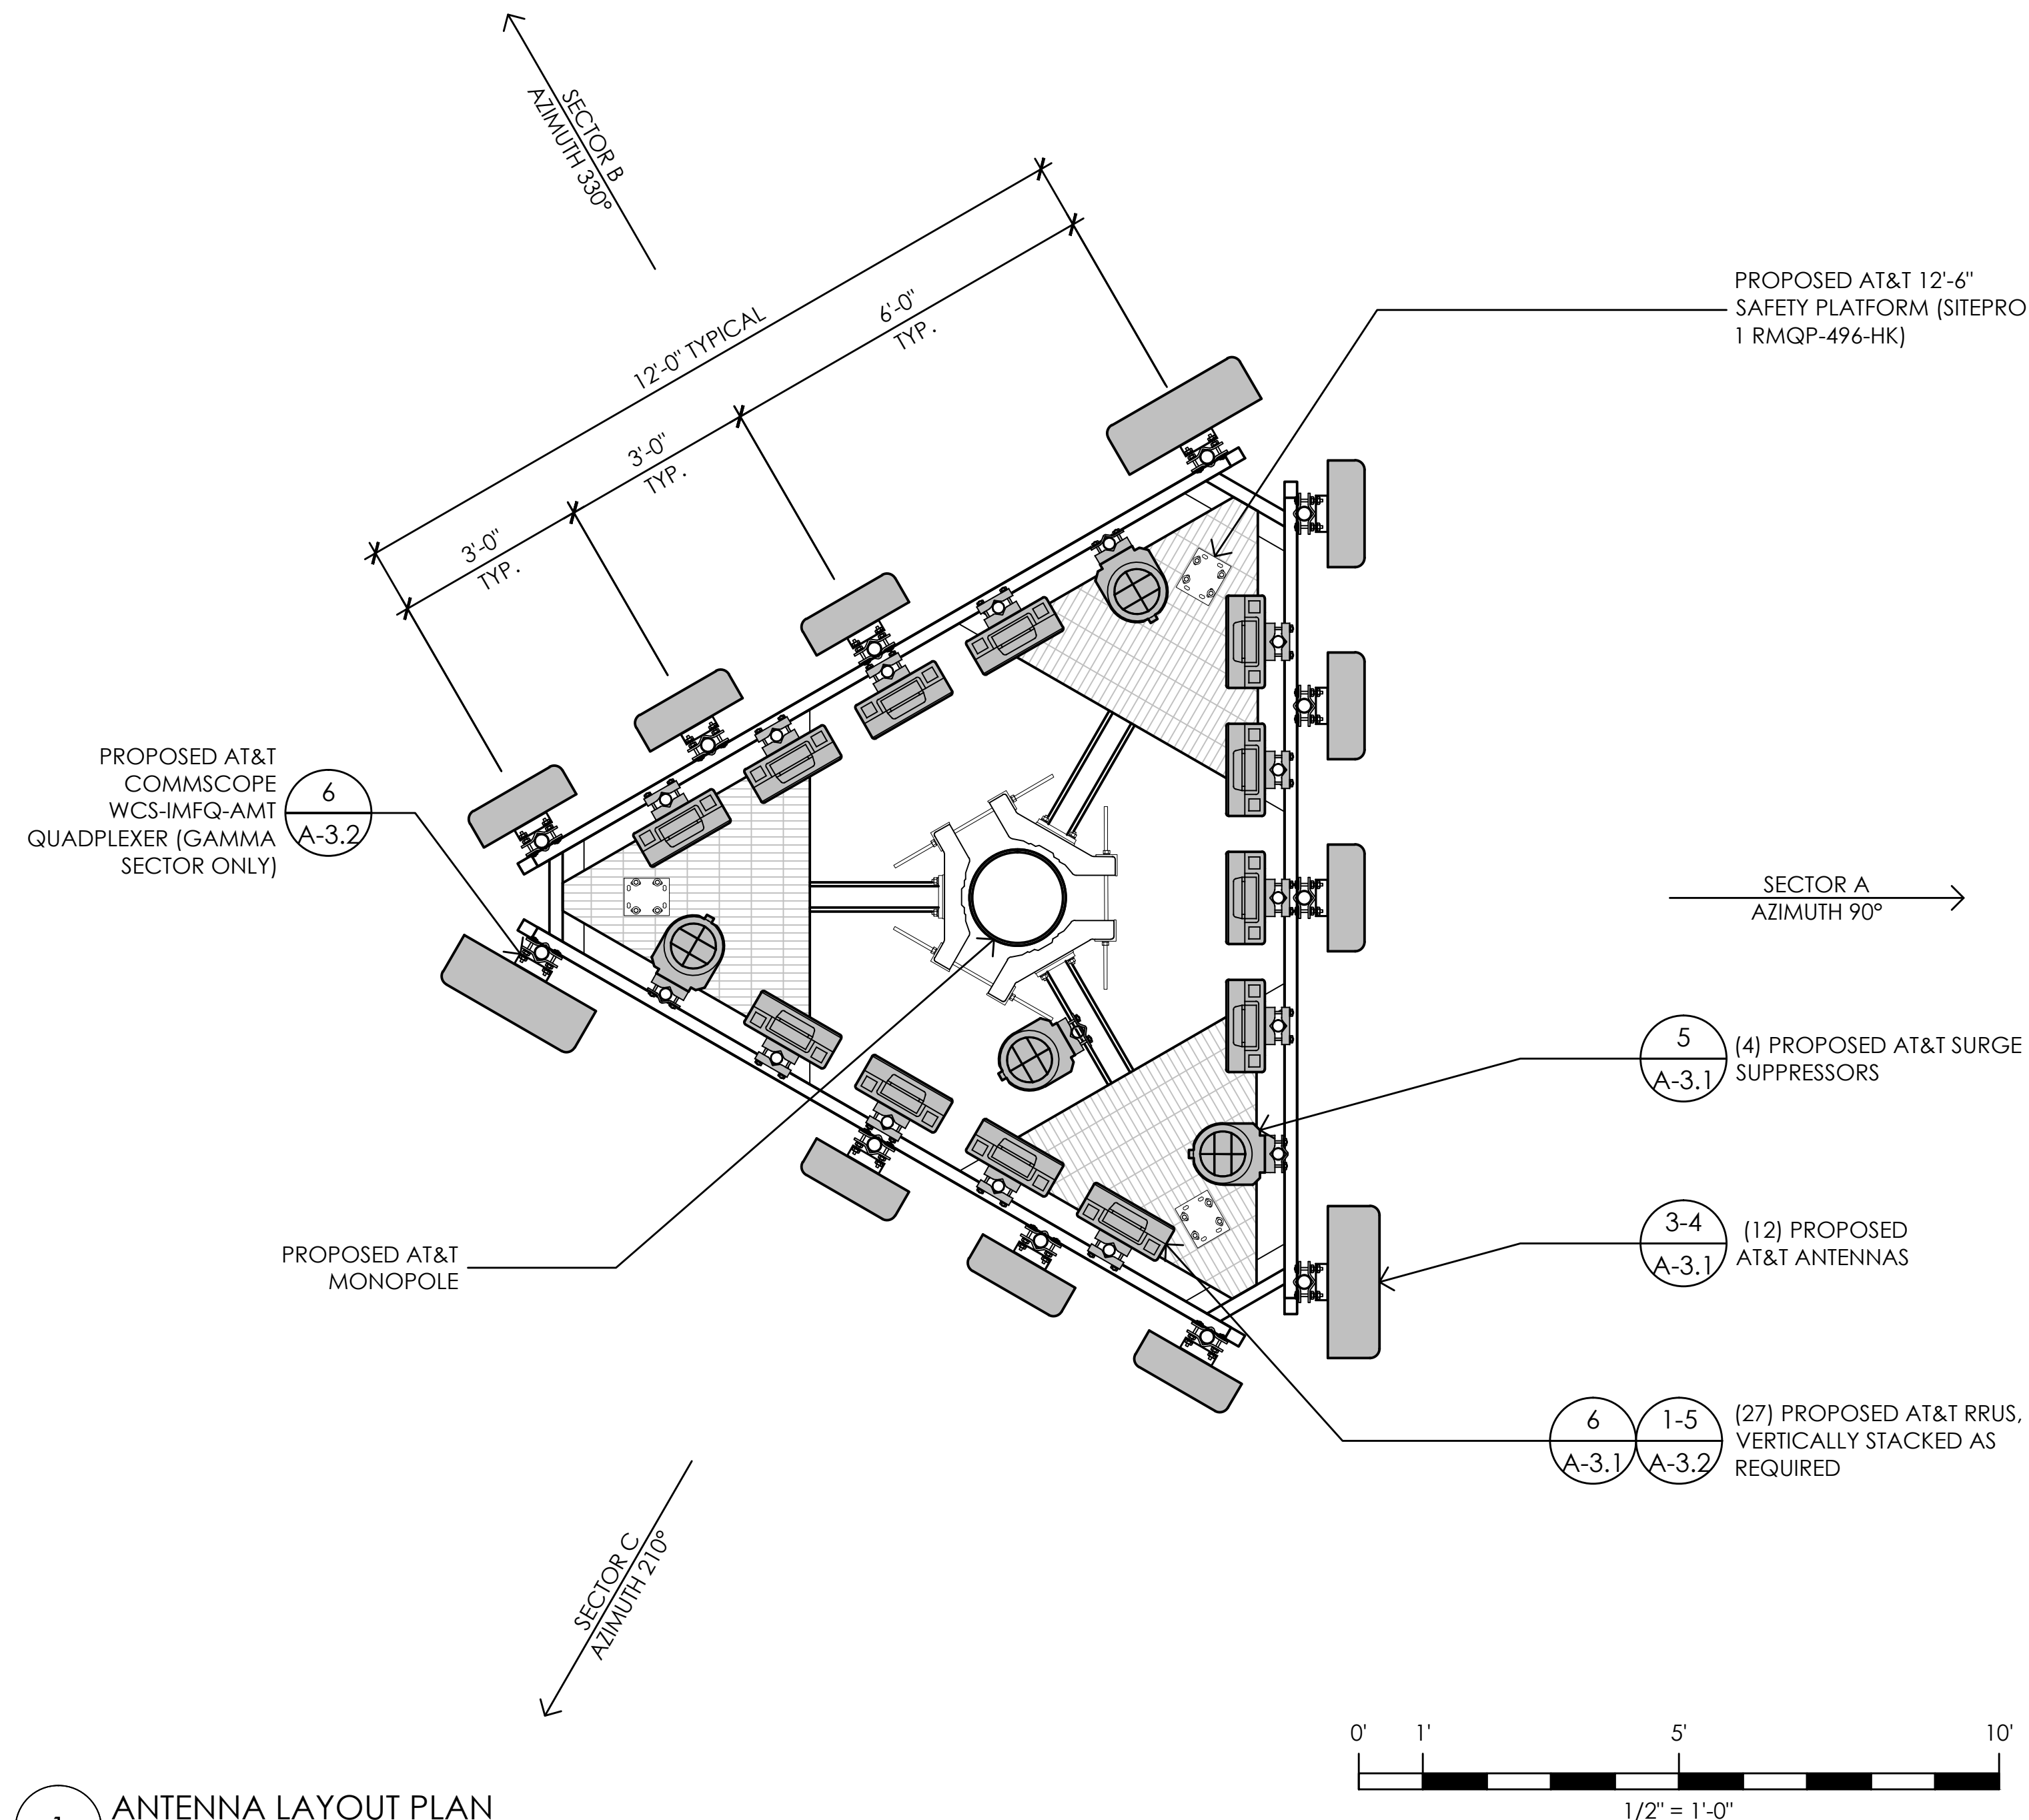 SECTOR B
AZIMUTH 330°
12'-0" TYPICAL
6'-0"
TYP.
3'-0"
TYP.
3'-0"
TYP.
PROPOSED AT&T 12'-6"
SAFETY PLATFORM (SITEPRO
1 RMQP-496-HK)
PROPOSED AT&T
COMMSCOPE
WCS-IMFQ-AMT
QUADPLEXER (GAMMA
SECTOR ONLY)
6
A-3.2
SECTOR A
AZIMUTH 90°
5
A-3.1
(4) PROPOSED AT&T SURGE
SUPPRESSORS
3-4
A-3.1
(12) PROPOSED
AT&T ANTENNAS
PROPOSED AT&T
MONOPOLE
6
A-3.1
1-5
A-3.2
(27) PROPOSED AT&T RRUS,
VERTICALLY STACKED AS
REQUIRED
SECTOR C
AZIMUTH 210°
0' 1' 5' 10'
1/2" = 1'-0"
ANTENNA LAYOUT PLAN